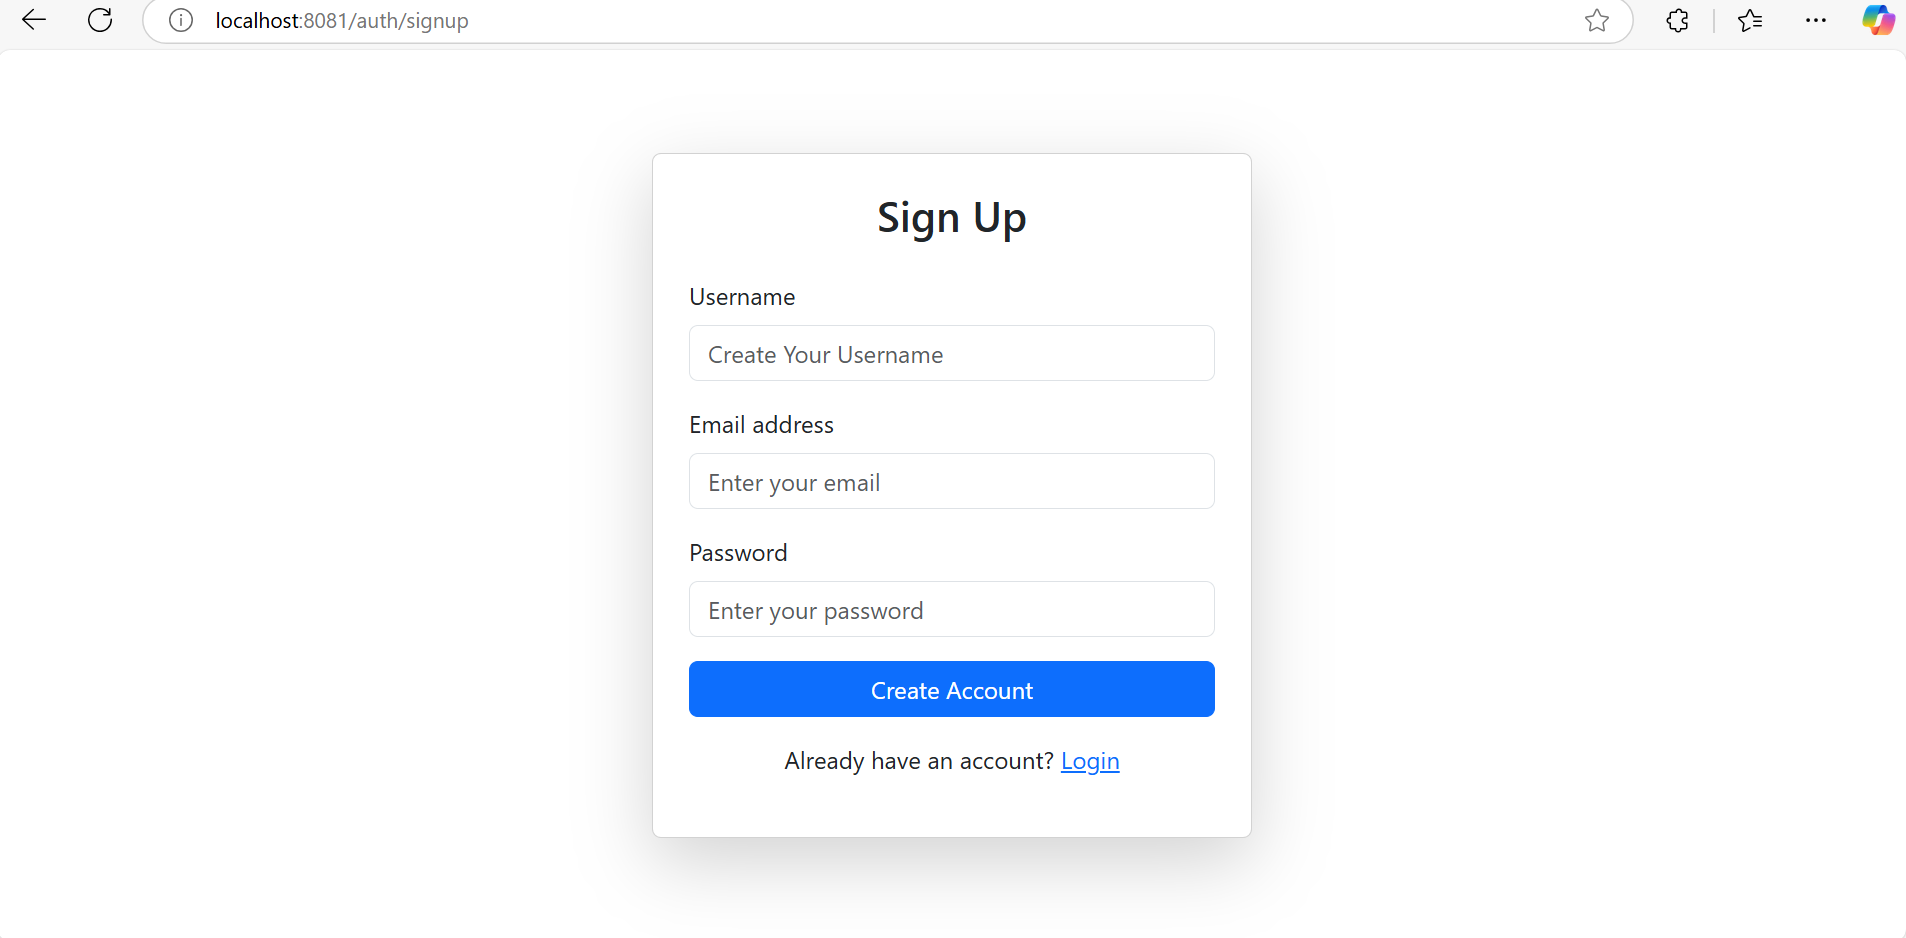 localhost:8081/auth/signup
Sign Up
Username
Create Your Username
Email address
Enter your email
Password
Enter your password
Create Account
Already have an account? Login